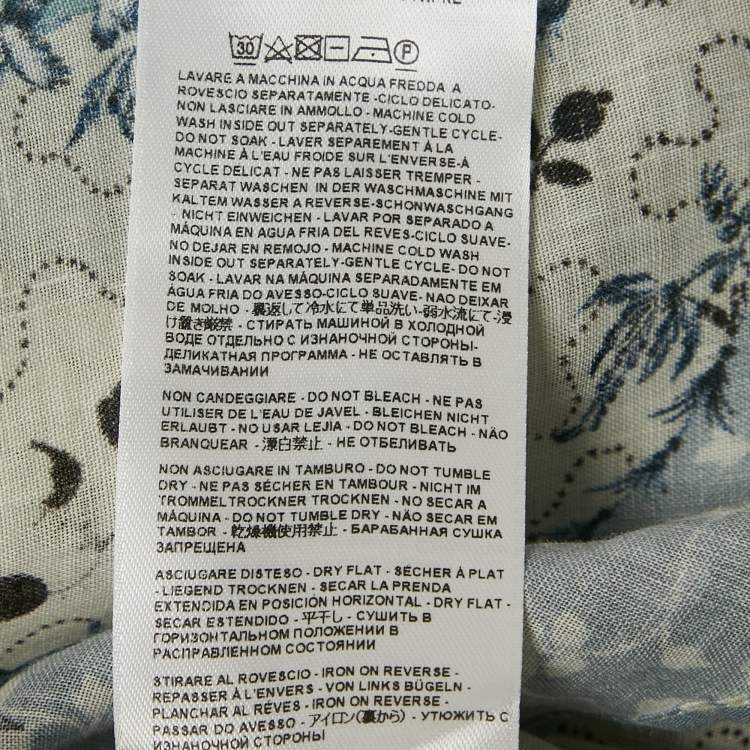 30 P
LAVARE A MACCHINA IN ACQUA FREDDA A
ROVESCIO SEPARATAMENTE -CICLO DELICATO-
NON LASCIARE IN AMMOLLO - MACHINE COLD
WASH INSIDE OUT SEPARATELY-GENTLE CYCLE-
DO NOT SOAK - LAVER SEPAREMENT À LA
MACHINE À L'EAU FROIDE SUR L'ENVERSE-À
CYCLE DELICAT - NE PAS LAISSER TREMPER -
SEPARAT WASCHEN IN DER WASCHMASCHINE MIT
KALTEM WASSER A REVERSE-SCHONWASCHGANG
- NICHT EINWEICHEN - LAVAR POR SEPARADO A
MÁQUINA EN AGUA FRIA DEL REVES-CICLO SUAVE-
NO DEJAR EN REMOJO - MACHINE COLD WASH
INSIDE OUT SEPARATELY-GENTLE CYCLE- DO NOT
SOAK - LAVAR NA MÁQUINA SEPARADAMENTE EM
ÁGUA FRIA DO AVESSO-CICLO SUAVE- NAO DEIXAR
DE MOLHO -裏返して冷水にて単品洗い-弱水流にて-浸
け置き厳禁 - СТИРАТЬ МАШИНОЙ В ХОЛОДНОЙ
ВОДЕ ОТДЕЛЬНО С ИЗНАНОЧНОЙ СТОРОНЫ-
ДЕЛИКАТНАЯ ПРОГРАММА - НЕ ОСТАВЛЯТЬ В
ЗАМАЧИВАНИИ
NON CANDEGGIARE - DO NOT BLEACH - NE PAS
UTILISER DE L'EAU DE JAVEL - BLEICHEN NICHT
ERLAUBT - NO USAR LEJÍA - DO NOT BLEACH - NÃO
BRANQUEAR - 漂白禁止 - НЕ ОТБЕЛИВАТЬ
NON ASCIUGARE IN TAMBURO - DO NOT TUMBLE
DRY - NE PAS SÉCHER EN TAMBOUR - NICHT IM
TROMMELTROCKNER TROCKNEN - NO SECAR A
MÁQUINA - DO NOT TUMBLE DRY - NÃO SECAR EM
TAMBOR - 乾燥機使用禁止 - БАРАБАННАЯ СУШКА
ЗАПРЕЩЕНА
ASCIUGARE DISTESO - DRY FLAT - SÉCHER À PLAT
- LIEGEND TROCKNEN - SECAR LA PRENDA
EXTENDIDA EN POSICIÓN HORIZONTAL - DRY FLAT -
SECAR ESTENDIDO - 平干し - СУШИТЬ В
ГОРИЗОНТАЛЬНОМ ПОЛОЖЕНИИ В
РАСПРАВЛЕННОМ СОСТОЯНИИ
STIRARE AL ROVESCIO - IRON ON REVERSE -
REPASSER À L'ENVERS - VON LINKS BÜGELN -
PLANCHAR AL RÉVES - IRON ON REVERSE -
PASSAR DO AVESSO - アイロン(裏から) - УТЮЖИТЬ С
ИЗНАНОЧНОЙ СТОРОНЫ